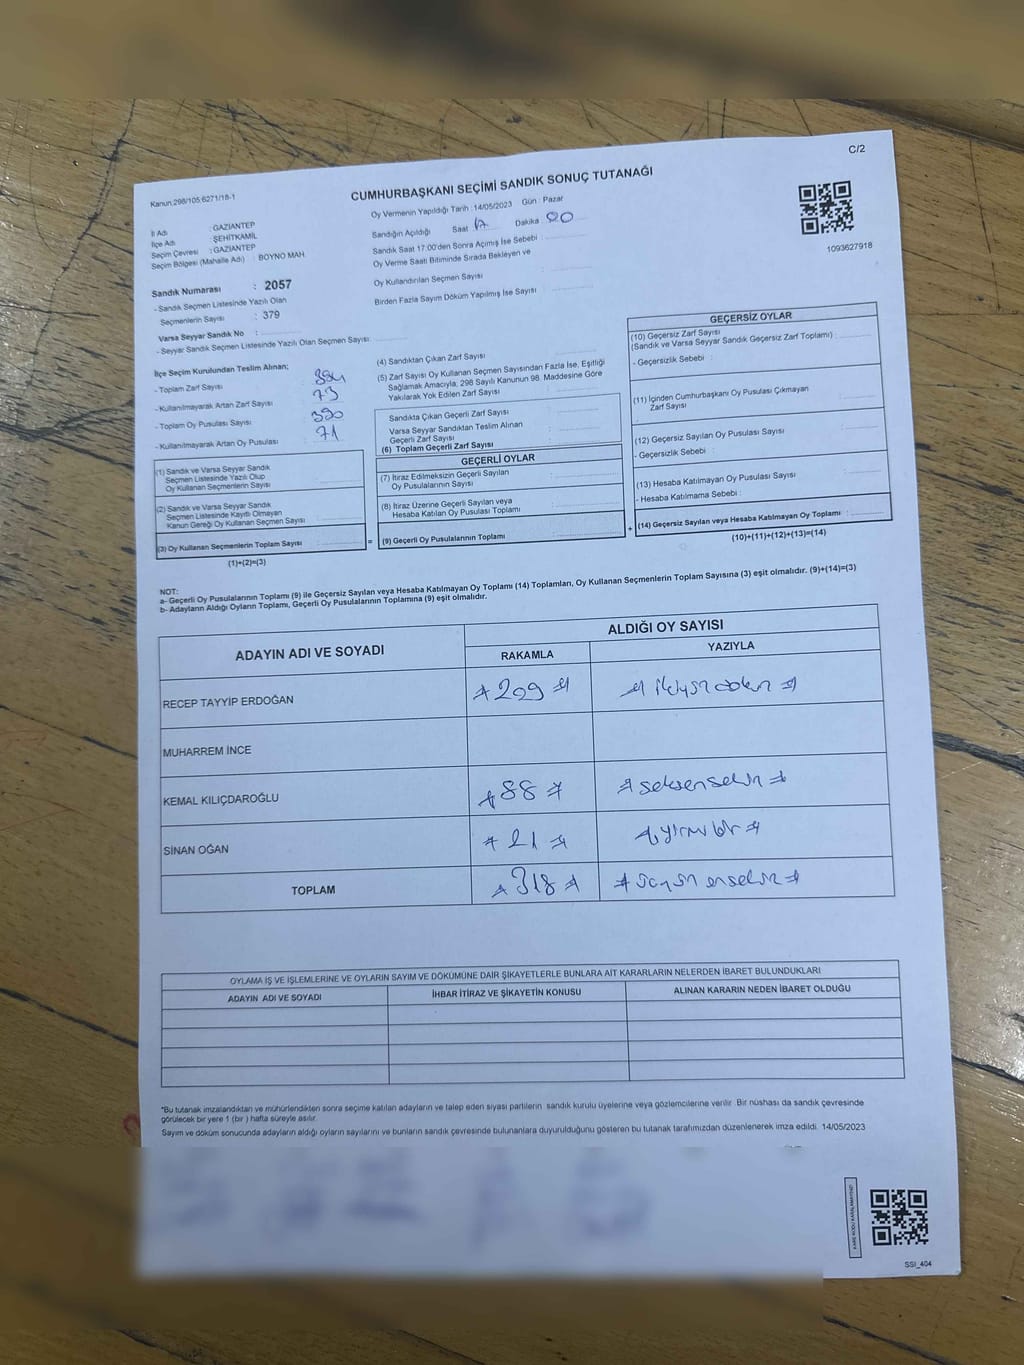 C/2
Kanun:298/105;6271/18-1
CUMHURBAŞKANI SEÇİMİ SANDIK SONUÇ TUTANAĞI
İl Adı : GAZİANTEP
İlçe Adı : ŞEHİTKAMİL
Seçim Çevresi : GAZİANTEP
Seçim Bölgesi (Mahalle Adı) : BOYNO MAH.
Oy Vermenin Yapıldığı Tarih : 14/05/2023 Gün : Pazar
Sandığın Açıldığı Saat 17 Dakika 00
Sandık Saat 17:00'den Sonra Açımış İse Sebebi :
Oy Verme Saati Bitiminde Sırada Bekleyen ve
Oy Kullandırılan Seçmen Sayısı :
Birden Fazla Sayım Döküm Yapılmış İse Sayısı :
1093627918
Sandık Numarası : 2057
- Sandık Seçmen Listesinde Yazılı Olan
Seçmenlerin Sayısı : 379
Varsa Seyyar Sandık No :
- Seyyar Sandık Seçmen Listesinde Yazılı Olan Seçmen Sayısı
İlçe Seçim Kurulundan Teslim Alınan;
- Toplam Zarf Sayısı
- Kullanılmayarak Artan Zarf Sayısı 73
- Toplam Oy Pusulası Sayısı 390
- Kullanılmayarak Artan Oy Pusulası 71
(1) Sandık ve Varsa Seyyar Sandık
Seçmen Listesinde Yazılı Olup
Oy Kullanan Seçmenlerin Sayısı
(2) Sandık ve Varsa Seyyar Sandık
Seçmen Listesinde Kayıtlı Olmayan
Kanun Gereği Oy Kullanan Seçmen Sayısı
(3) Oy Kullanan Seçmenlerin Toplam Sayısı
(1)+(2)=(3)
=
(4) Sandıktan Çıkan Zarf Sayısı
(5) Zarf Sayısı Oy Kullanan Seçmen Sayısından Fazla İse, Eşitliği
Sağlamak Amacıyla; 298 Sayılı Kanunun 98. Maddesine Göre
Yakılarak Yok Edilen Zarf Sayısı
Sandıkta Çıkan Geçerli Zarf Sayısı :
Varsa Seyyar Sandıktan Teslim Alınan
Geçerli Zarf Sayısı :
(6) Toplam Geçerli Zarf Sayısı
GEÇERLİ OYLAR
(7) İtiraz Edilmeksizin Geçerli Sayılan
Oy Pusulalarının Sayısı :
(8) İtiraz Üzerine Geçerli Sayılan veya
Hesaba Katılan Oy Pusulası Toplamı :
(9) Geçerli Oy Pusulalarının Toplamı :
+
GEÇERSİZ OYLAR
(10) Geçersiz Zarf Sayısı
(Sandık ve Varsa Seyyar Sandık Geçersiz Zarf Toplamı) :
- Geçersizlik Sebebi :
(11) İçinden Cumhurbaşkanı Oy Pusulası Çıkmayan
Zarf Sayısı :
(12) Geçersiz Sayılan Oy Pusulası Sayısı :
- Geçersizlik Sebebi :
(13) Hesaba Katılmayan Oy Pusulası Sayısı :
- Hesaba Katılmama Sebebi :
(14) Geçersiz Sayılan veya Hesaba Katılmayan Oy Toplamı :
(10)+(11)+(12)+(13)=(14)
NOT:
a- Geçerli Oy Pusulalarının Toplamı (9) ile Geçersiz Sayılan veya Hesaba Katılmayan Oy Toplamı (14) Toplamları, Oy Kullanan Seçmenlerin Toplam Sayısına (3) eşit olmalıdır. (9)+(14)=(3)
b- Adayların Aldığı Oyların Toplamı, Geçerli Oy Pusulalarının Toplamına (9) eşit olmalıdır.
ADAYIN ADI VE SOYADI ALDIĞI OY SAYISI
RAKAMLA YAZIYLA
RECEP TAYYİP ERDOĞAN 209 ikiyüzdokuz
MUHARREM İNCE
KEMAL KILIÇDAROĞLU 88 seksensekiz
SİNAN OĞAN 21 yirmi bir
TOPLAM 318 üçyüz onsekiz
OYLAMA İŞ VE İŞLEMLERİNE VE OYLARIN SAYIM VE DÖKÜMÜNE DAİR ŞİKAYETLERLE BUNLARA AİT KARARLARIN NELERDEN İBARET BULUNDUKLARI
ADAYIN ADI VE SOYADI İHBAR İTİRAZ VE ŞİKAYETİN KONUSU ALINAN KARARIN NEDEN İBARET OLDUĞU
*Bu tutanak imzalandıktan ve mühürlendikten sonra seçime katılan adayların ve talep eden siyasi partilerin sandık kurulu üyelerine veya gözlemcilerine verilir. Bir nüshası da sandık çevresinde
görülecek bir yere 1 (bir) hafta süreyle asılır.
Sayım ve döküm sonucunda adayların aldığı oyların sayılarını ve bunların sandık çevresinde bulunanlara duyurulduğunu gösteren bu tutanak tarafımızdan düzenlenerek imza edildi. 14/05/2023
SSI_404